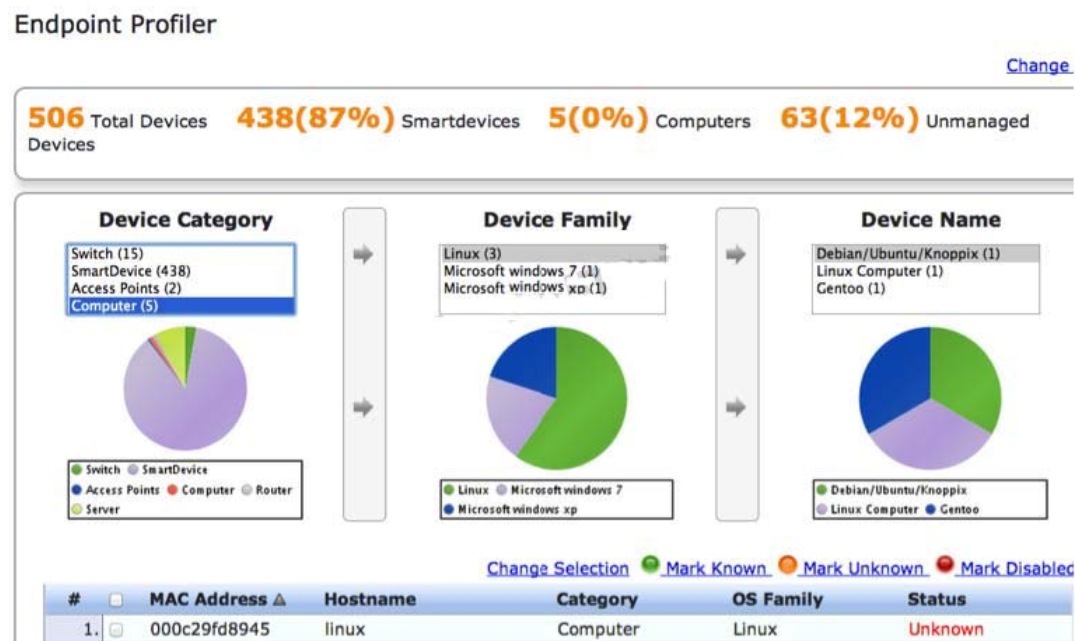 Endpoint Profiler
Change
506 Total Devices 438(87%) Smartdevices 5(0%) Computers 63(12%) Unmanaged
Devices
Device Category
Switch (15)
SmartDevice (438)
Access Points (2)
Computer (5)
Switch SmartDevice
Access Points Computer Router
Server
Device Family
Linux (3)
Microsoft windows 7 (1)
Microsoft windows xp (1)
Linux Microsoft windows 7
Microsoft windows xp
Device Name
Debian/Ubuntu/Knoppix (1)
Linux Computer (1)
Gentoo (1)
Debian/Ubuntu/Knoppix
Linux Computer Gentoo
Change Selection Mark Known Mark Unknown Mark Disabled
# MAC Address Hostname Category OS Family Status
1. 000c29fd8945 linux Computer Linux Unknown